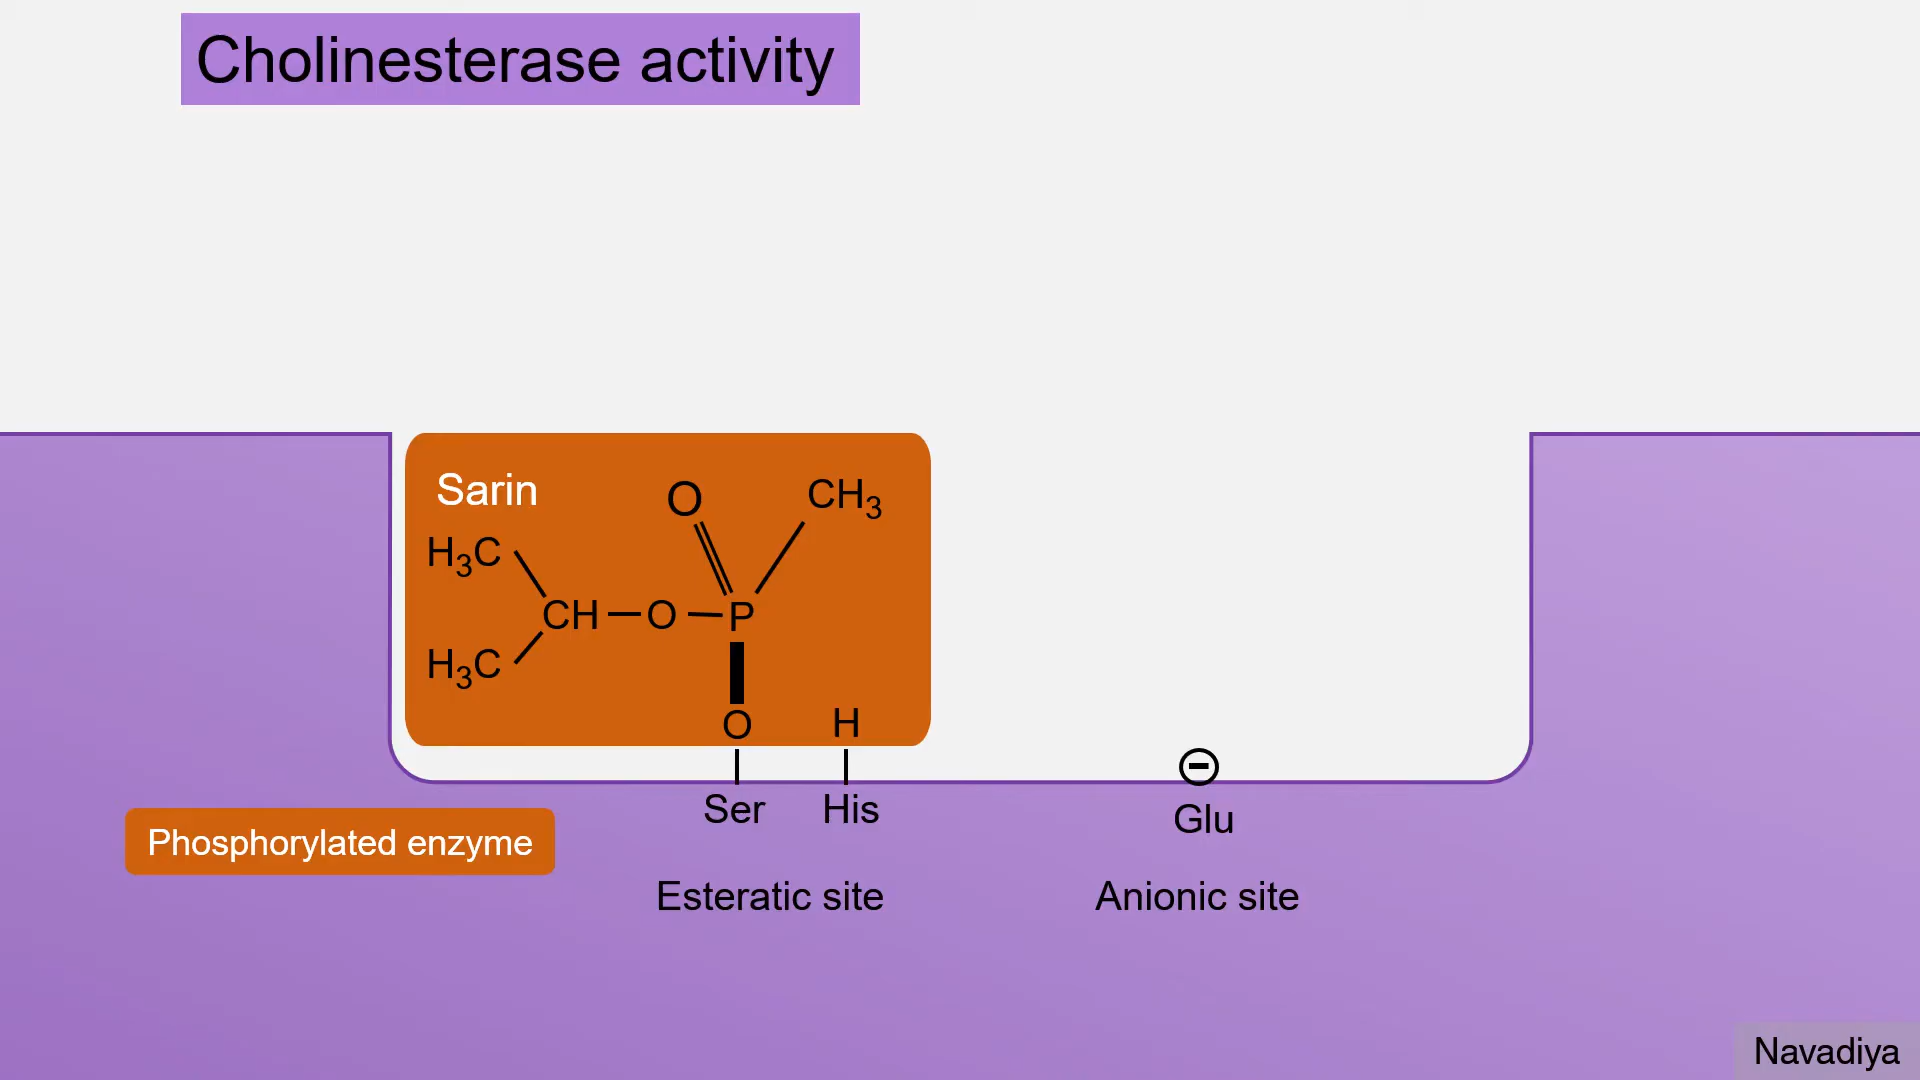 Cholinesterase activity
Sarin
O
CH₃
H₃C
CH
O
P
H₃C
O
H
Ser
His
Glu
Phosphorylated enzyme
Esteratic site
Anionic site
Navadiya